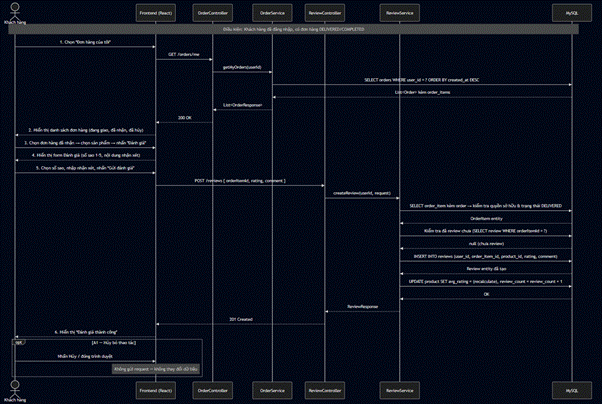 Khách hàng
Frontend (React)
OrderController
OrderService
ReviewController
ReviewService
MySQL
Điều kiện: Khách hàng đã đăng nhập, có đơn hàng DELIVERED/COMPLETED
1. Chọn "Đơn hàng của tôi"
GET /orders/me
getMyOrders(userId)
SELECT orders WHERE user_id = ? ORDER BY created_at DESC
List<Order> kèm order_items
List<OrderResponse>
200 OK
2. Hiển thị danh sách đơn hàng (đang giao, đã nhận, đã hủy)
3. Chọn đơn hàng đã nhận → chọn sản phẩm → nhấn "Đánh giá"
4. Hiển thị form Đánh giá (số sao 1-5, nội dung nhận xét)
5. Chọn số sao, nhập nhận xét, nhấn "Gửi đánh giá"
POST /reviews { orderItemId, rating, comment }
createReview(userId, request)
SELECT order_item kèm order → kiểm tra quyền sở hữu & trạng thái DELIVERED
OrderItem entity
Kiểm tra đã review chưa (SELECT review WHERE orderItemId = ?)
null (chưa review)
INSERT INTO reviews (user_id, order_item_id, product_id, rating, comment)
Review entity đã tạo
UPDATE product SET avg_rating = (recalculate), review_count = review_count + 1
OK
ReviewResponse
201 Created
6. Hiển thị "Đánh giá thành công"
opt
[A1 — Hủy bỏ thao tác]
Nhấn Hủy / đóng trình duyệt
Không gửi request — không thay đổi dữ liệu
Khách hàng
Frontend (React)
OrderController
OrderService
ReviewController
ReviewService
MySQL